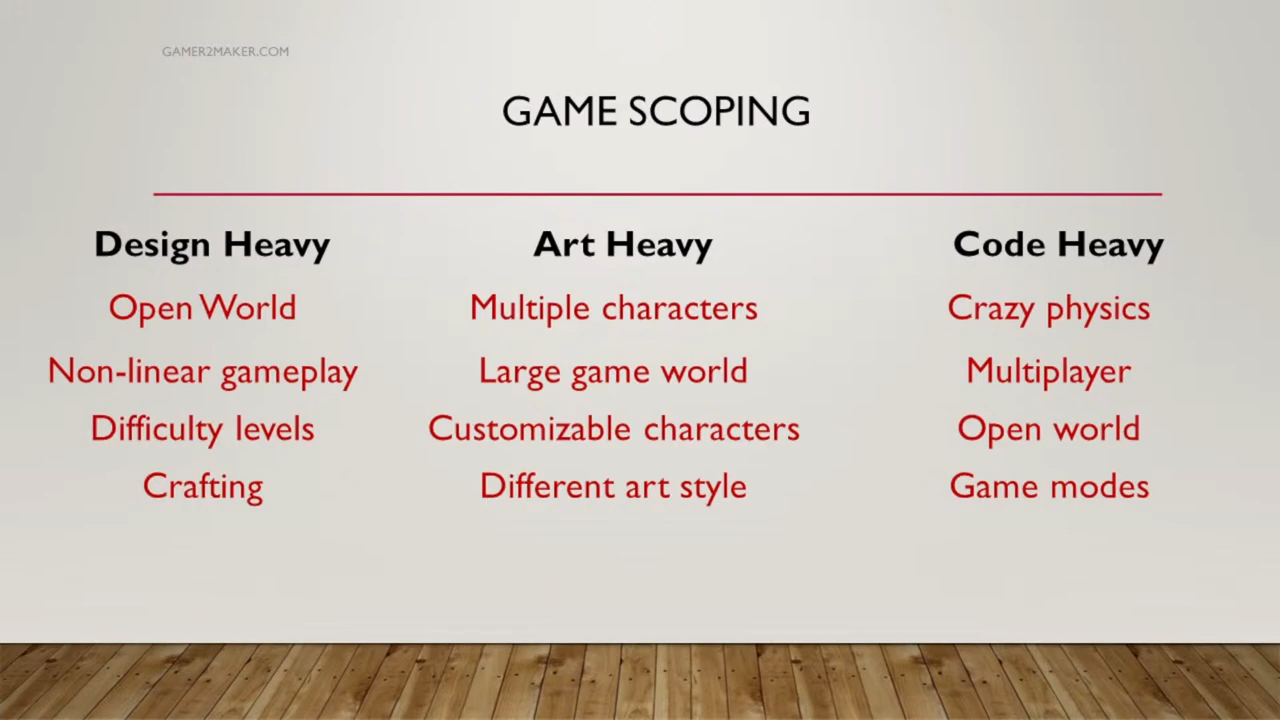 GAMER2MAKER.COM
GAME SCOPING
Design Heavy
Open World
Non-linear gameplay
Difficulty levels
Crafting
Art Heavy
Multiple characters
Large game world
Customizable characters
Different art style
Code Heavy
Crazy physics
Multiplayer
Open world
Game modes